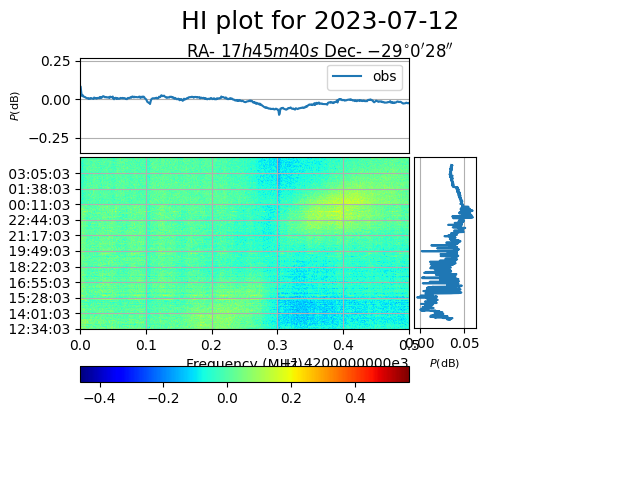 HI plot for 2023-07-12
RA- 17h45m40s Dec- −29°0′28″
0.25
0.00
−0.25
P(dB)
obs
03:05:03
01:38:03
00:11:03
22:44:03
21:17:03
19:49:03
18:22:03
16:55:03
15:28:03
14:01:03
12:34:03
0.0 0.1 0.2 0.3 0.4 0.5
0.00 0.05
P(dB)
Frequency (MHz)
−0.4 −0.2 0.0 0.2 0.4